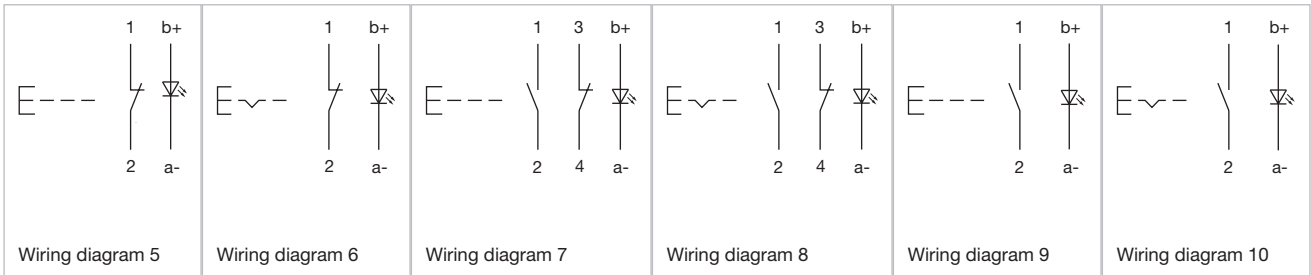 1 b+
2 a-
Wiring diagram 5
1 b+
2 a-
Wiring diagram 6
1 3 b+
2 4 a-
Wiring diagram 7
1 3 b+
2 4 a-
Wiring diagram 8
1 b+
2 a-
Wiring diagram 9
1 b+
2 a-
Wiring diagram 10